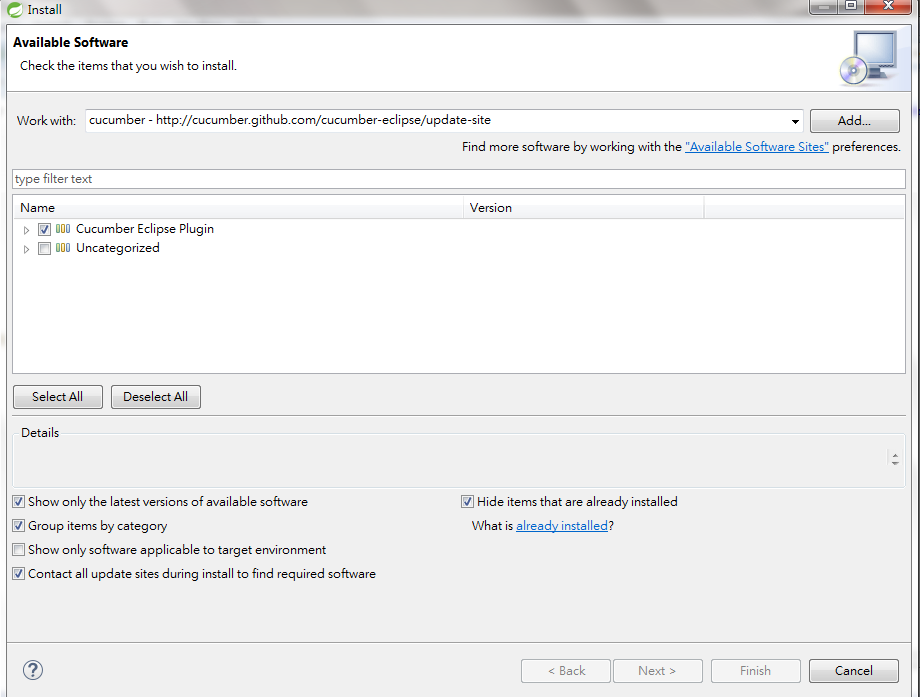 Install
Available Software
Check the items that you wish to install.
Work with: cucumber - http://cucumber.github.com/cucumber-eclipse/update-site Add...
Find more software by working with the "Available Software Sites" preferences.
type filter text
Name Version
Cucumber Eclipse Plugin
Uncategorized
Select All Deselect All
Details
Show only the latest versions of available software Hide items that are already installed
Group items by category What is already installed?
Show only software applicable to target environment
Contact all update sites during install to find required software
? < Back Next > Finish Cancel